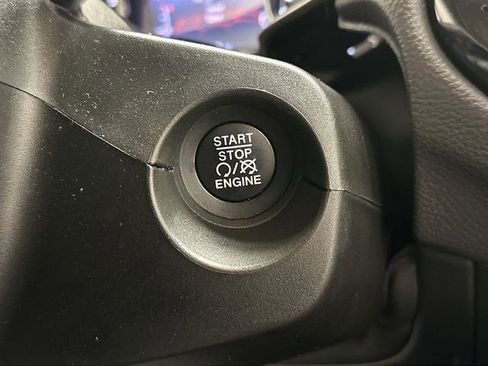 START
STOP
/
ENGINE